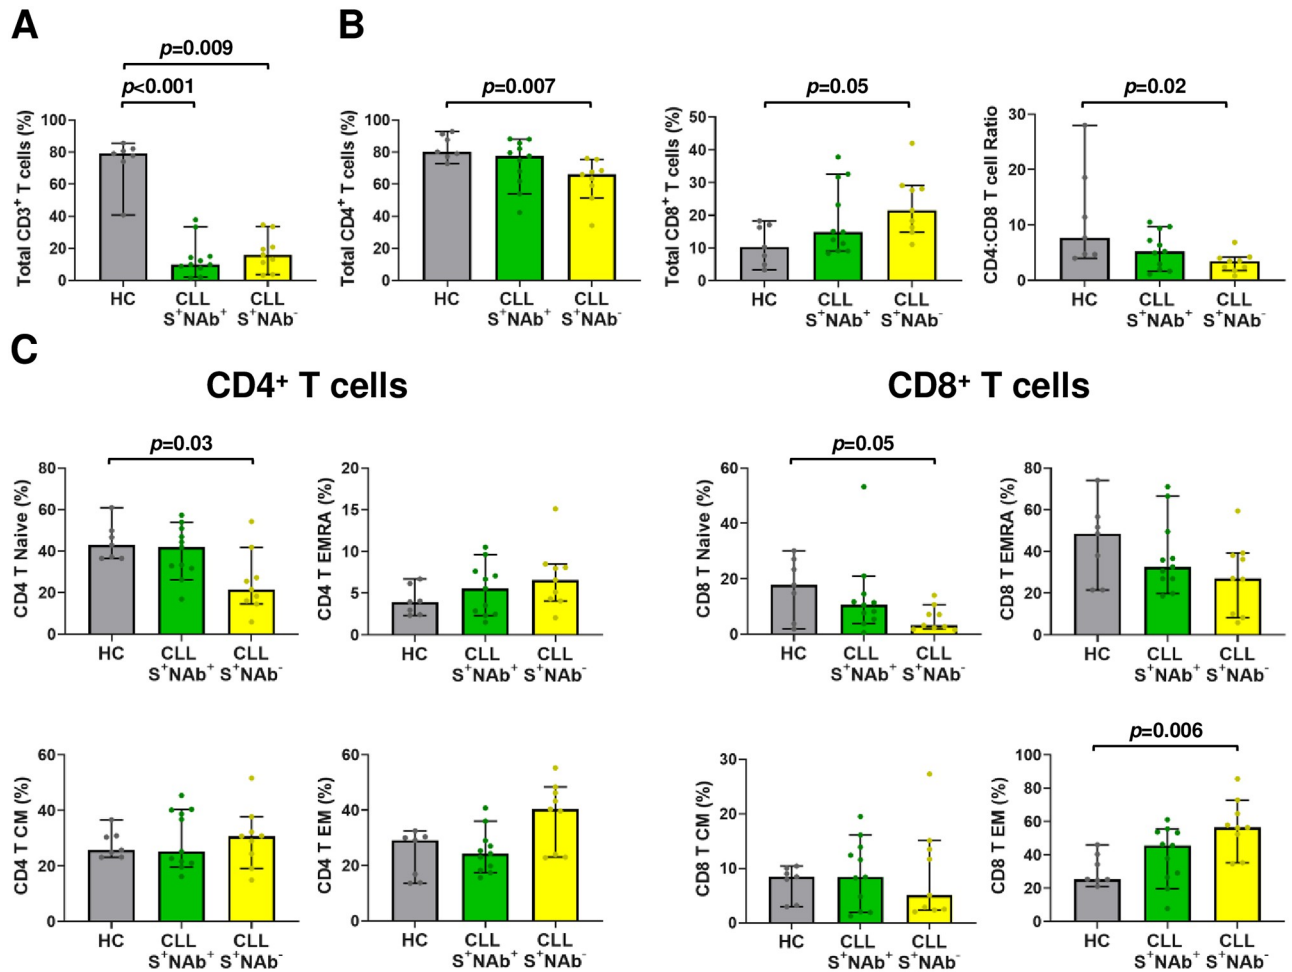 A
B
p=0.009
p<0.001
Total CD3+ T cells (%)
100
80
60
40
20
0
HC
CLL
S+NAb+
CLL
S+NAb-
p=0.007
Total CD4+ T cells (%)
100
80
60
40
20
0
HC
CLL
S+NAb+
CLL
S+NAb-
p=0.05
Total CD8+ T cells (%)
50
40
30
20
10
0
HC
CLL
S+NAb+
CLL
S+NAb-
p=0.02
CD4:CD8 T cell Ratio
30
20
10
0
HC
CLL
S+NAb+
CLL
S+NAb-
C
CD4+ T cells
CD8+ T cells
p=0.03
CD4 T Naive (%)
80
60
40
20
0
HC
CLL
S+NAb+
CLL
S+NAb-
CD4 T EMRA (%)
20
15
10
5
0
HC
CLL
S+NAb+
CLL
S+NAb-
p=0.05
CD8 T Naive (%)
60
40
20
0
HC
CLL
S+NAb+
CLL
S+NAb-
CD8 T EMRA (%)
80
60
40
20
0
HC
CLL
S+NAb+
CLL
S+NAb-
CD4 T CM (%)
60
40
20
0
HC
CLL
S+NAb+
CLL
S+NAb-
CD4 T EM (%)
60
40
20
0
HC
CLL
S+NAb+
CLL
S+NAb-
CD8 T CM (%)
30
20
10
0
HC
CLL
S+NAb+
CLL
S+NAb-
p=0.006
CD8 T EM (%)
100
80
60
40
20
0
HC
CLL
S+NAb+
CLL
S+NAb-